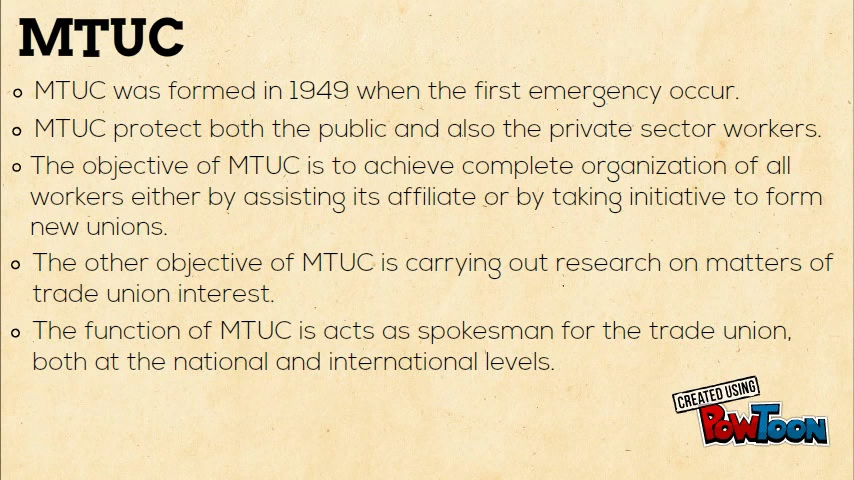 MTUC
MTUC was formed in 1949 when the first emergency occur.
MTUC protect both the public and also the private sector workers.
The objective of MTUC is to achieve complete organization of all
workers either by assisting its affiliate or by taking initiative to form
new unions.
The other objective of MTUC is carrying out research on matters of
trade union interest.
The function of MTUC is acts as spokesman for the trade union,
both at the national and international levels.
CREATED USING
POWTOON